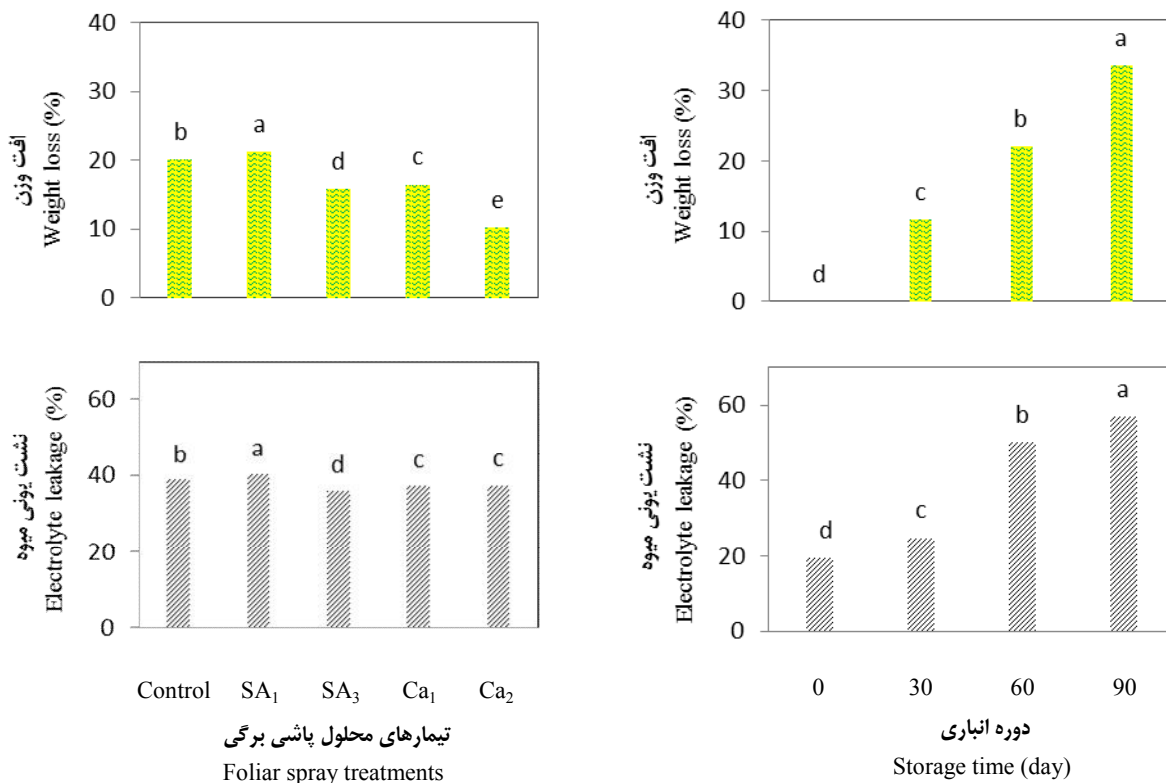 افت وزن
Weight loss (%)
40
30
20
10
0
b
a
d
c
e
افت وزن
Weight loss (%)
40
30
20
10
0
d
c
b
a
نشت یونی میوه
Electrolyte leakage (%)
60
40
20
0
b
a
d
c
c
Control SA₁ SA₃ Ca₁ Ca₂
تیمارهای محلول پاشی برگی
Foliar spray treatments
نشت یونی میوه
Electrolyte leakage (%)
60
40
20
0
d
c
b
a
0 30 60 90
دوره انباری
Storage time (day)